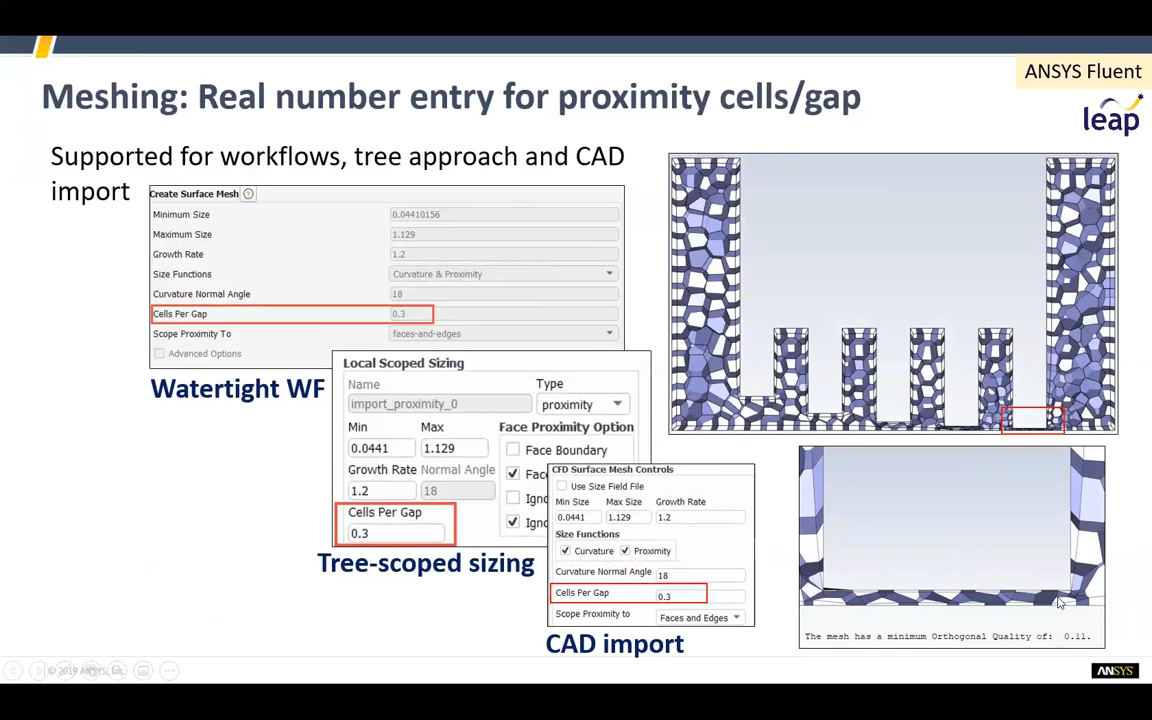 ANSYS Fluent
Meshing: Real number entry for proximity cells/gap
leap
Supported for workflows, tree approach and CAD
import
Create Surface Mesh ?
Minimum Size 0.04410156
Maximum Size 1.129
Growth Rate 1.2
Size Functions Curvature & Proximity
Curvature Normal Angle 18
Cells Per Gap 0.3
Scope Proximity To faces-and-edges
Advanced Options
Watertight WF
Local Scoped Sizing
Name Type
import_proximity_0 proximity
Min Max Face Proximity Option
0.0441 1.129 Face Boundary
Growth Rate Normal Angle
1.2 18
Cells Per Gap
0.3
Tree-scoped sizing
CFD Surface Mesh Controls
Use Size Field File
Min Size Max Size Growth Rate
0.0441 1.129 1.2
Size Functions
Curvature Proximity
Curvature Normal Angle 18
Cells Per Gap 0.3
Scope Proximity to Faces and Edges
CAD import
The mesh has a minimum Orthogonal Quality of: 0.11.
© 2019 ANSYS, Inc.
ANSYS